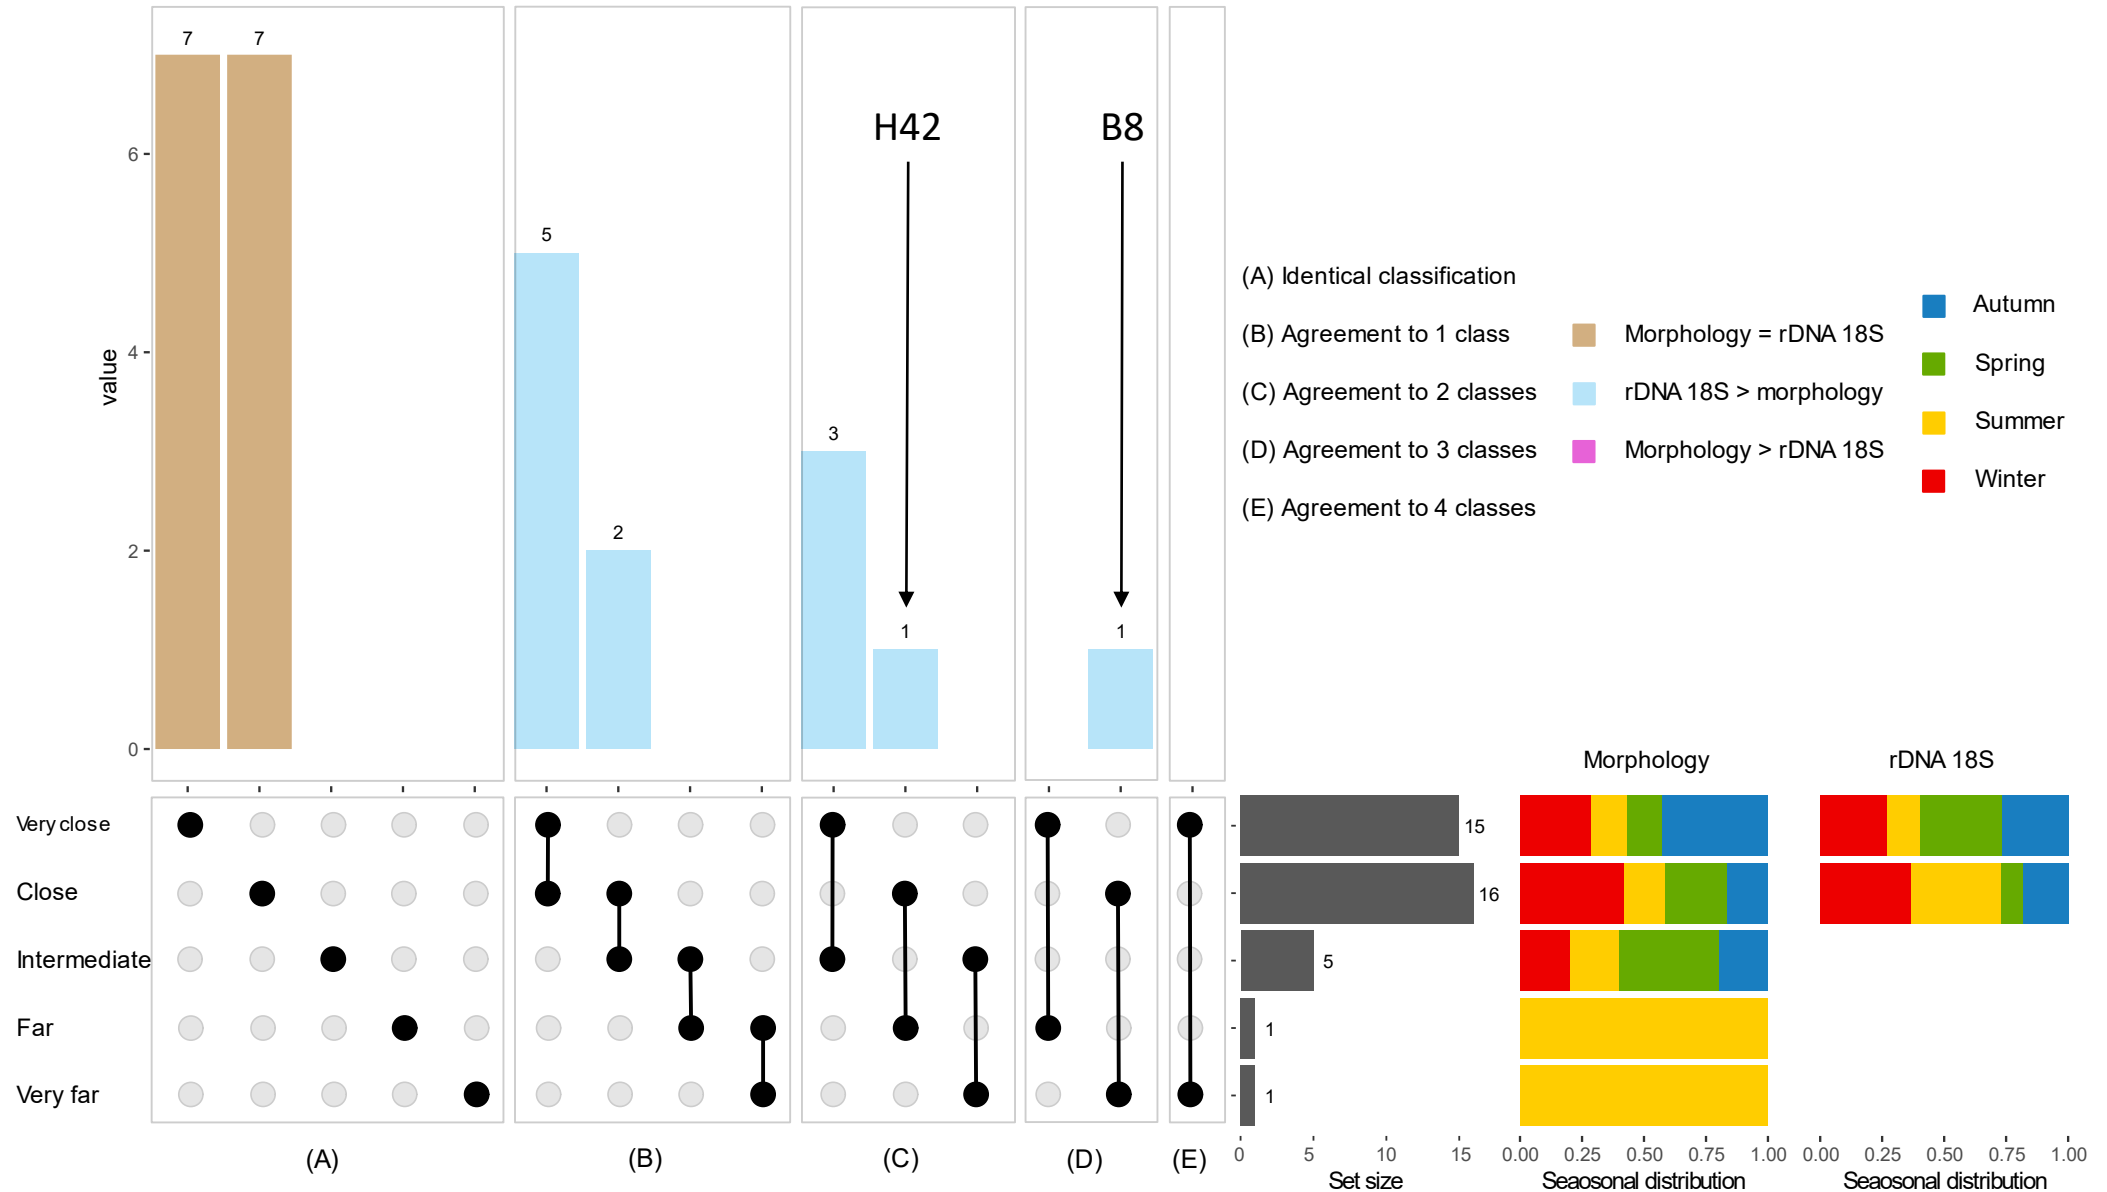 7 7
5
2
3
1
1
H42
B8
6
4
2
0
value
(A) Identical classification
(B) Agreement to 1 class
(C) Agreement to 2 classes
(D) Agreement to 3 classes
(E) Agreement to 4 classes
Morphology = rDNA 18S
rDNA 18S > morphology
Morphology > rDNA 18S
Autumn
Spring
Summer
Winter
Very close
Close
Intermediate
Far
Very far
(A) (B) (C) (D) (E)
15
16
5
1
1
0 5 10 15
Set size
Morphology
0.00 0.25 0.50 0.75 1.00
Seaosonal distribution
rDNA 18S
0.00 0.25 0.50 0.75 1.00
Seaosonal distribution